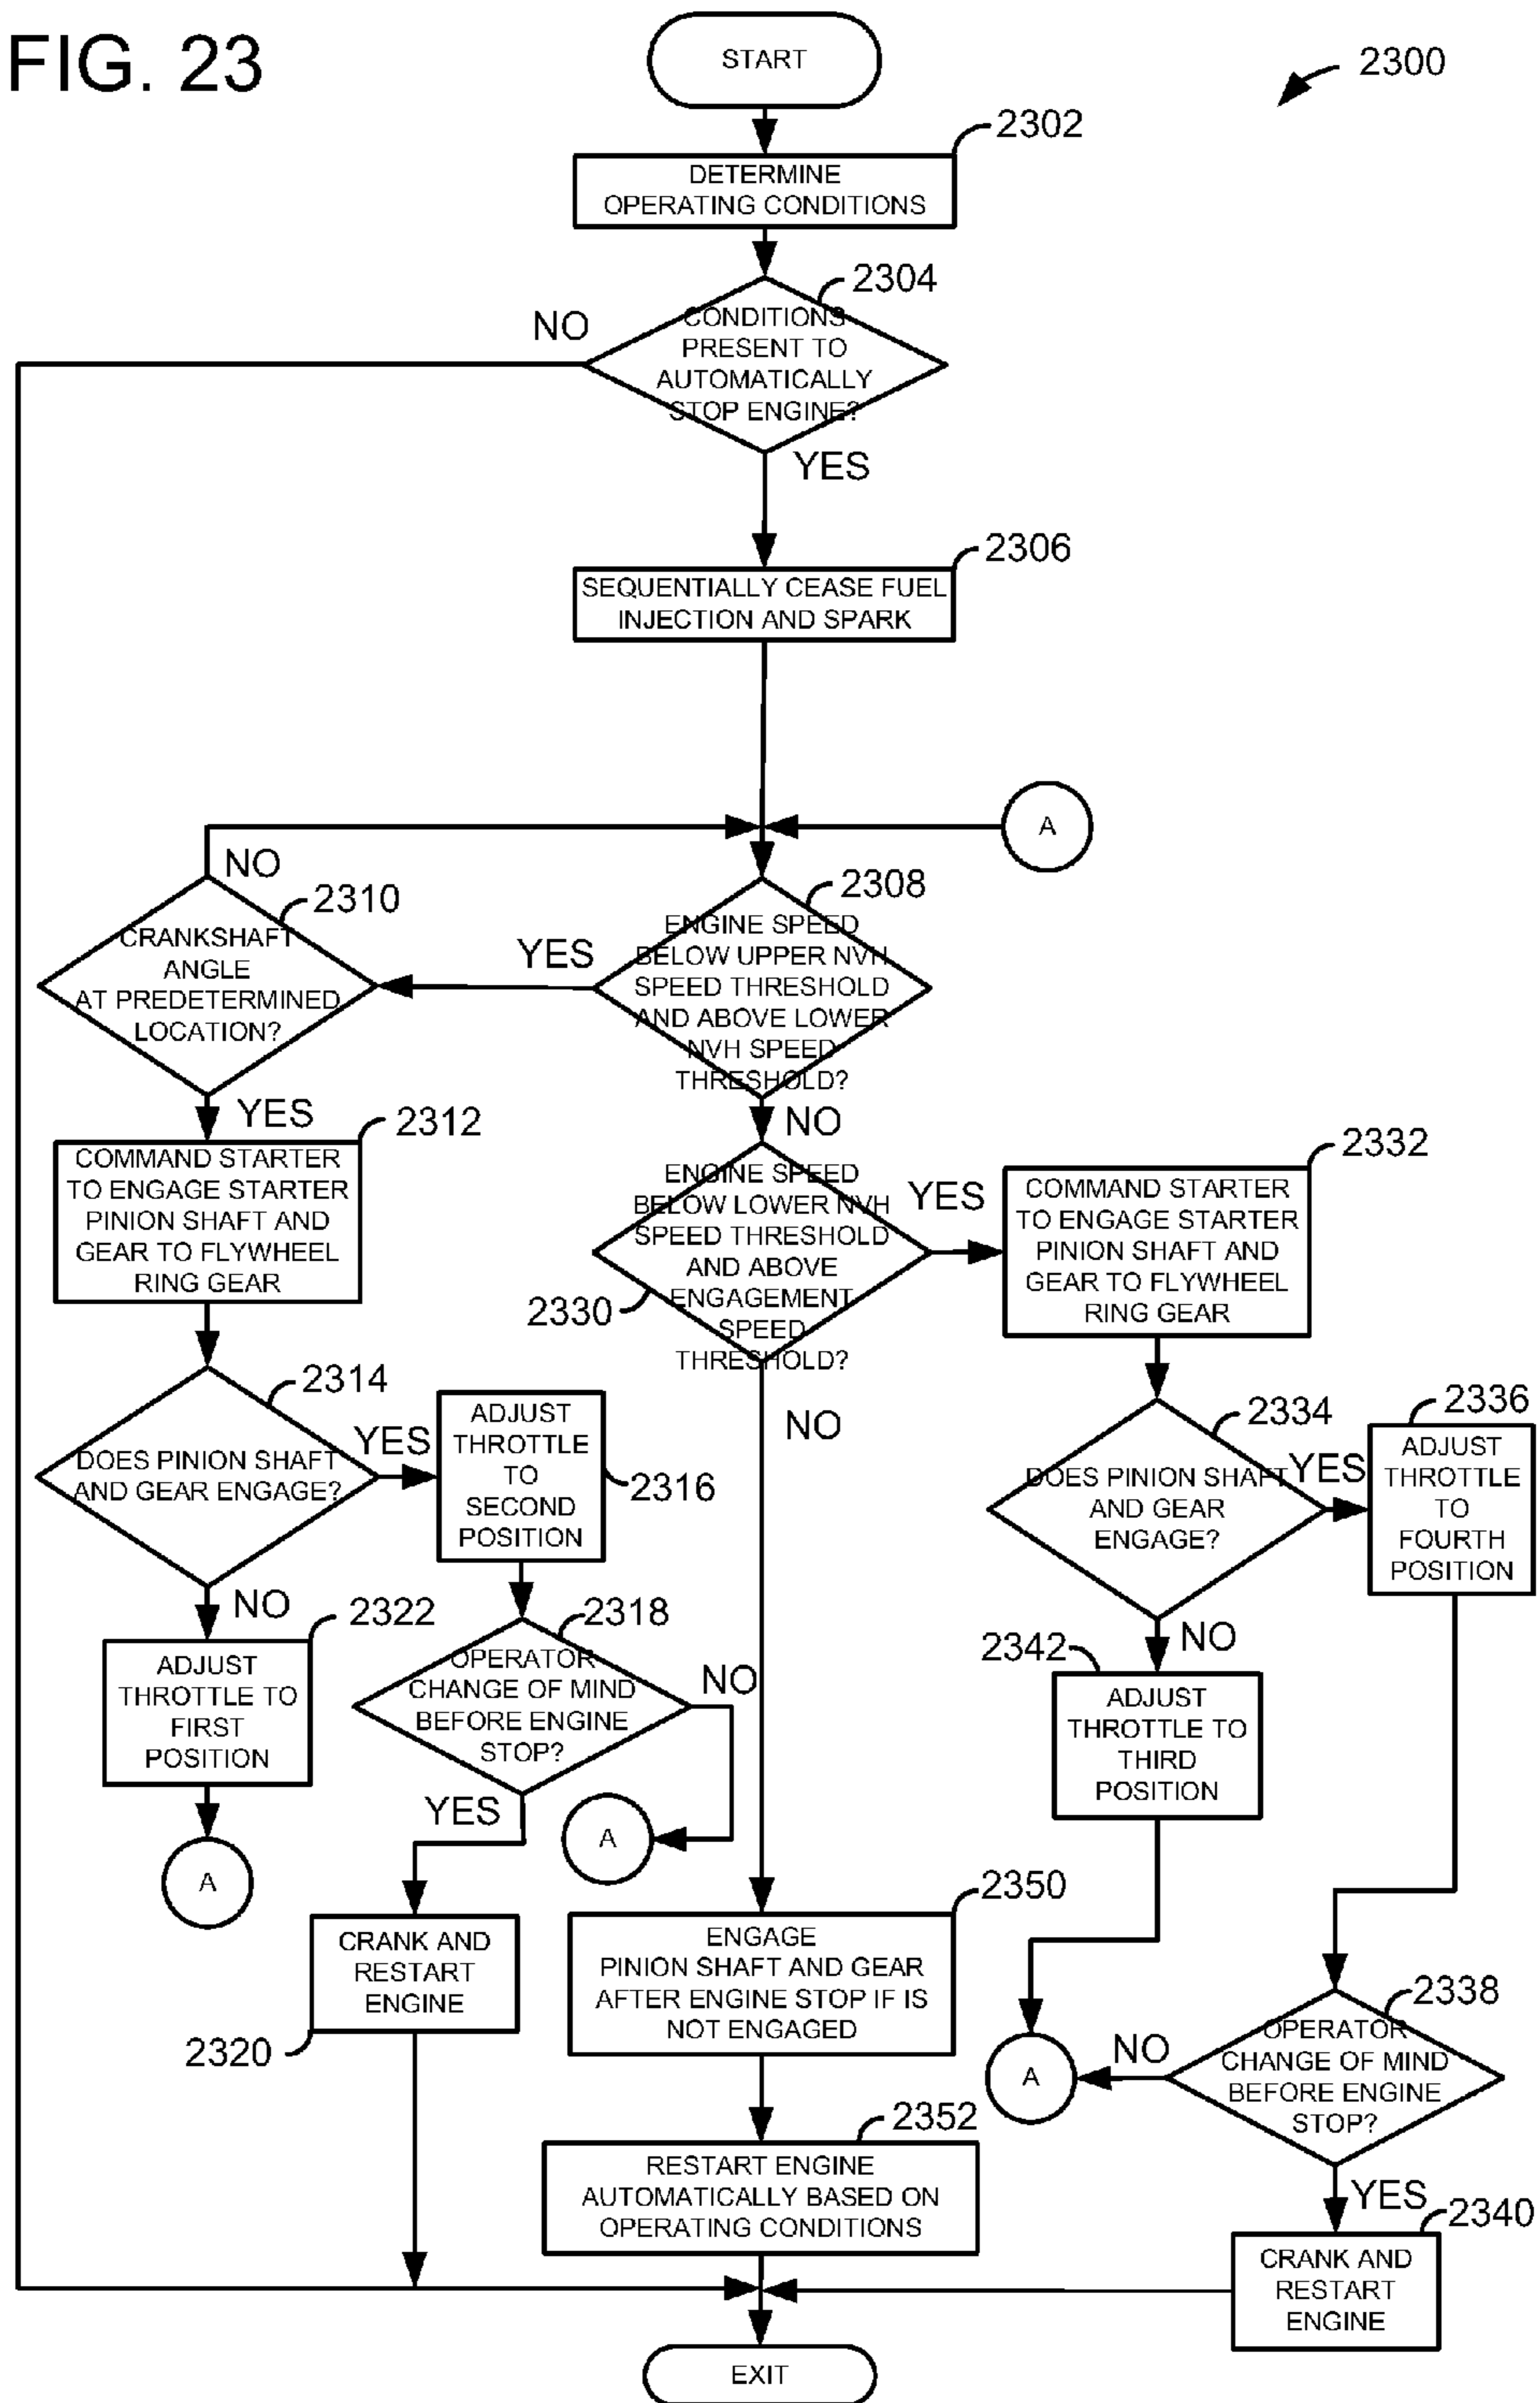 FIG. 23
START
2300
2302
DETERMINE
OPERATING CONDITIONS
2304
NO
CONDITIONS
PRESENT TO
AUTOMATICALLY
STOP ENGINE?
YES
2306
SEQUENTIALLY CEASE FUEL
INJECTION AND SPARK
A
NO
2310
CRANKSHAFT
ANGLE
AT PREDETERMINED
LOCATION?
YES
2308
ENGINE SPEED
BELOW UPPER NVH
SPEED THRESHOLD
AND ABOVE LOWER
NVH SPEED
THRESHOLD?
YES
2312
COMMAND STARTER
TO ENGAGE STARTER
PINION SHAFT AND
GEAR TO FLYWHEEL
RING GEAR
NO
ENGINE SPEED
BELOW LOWER NVH
SPEED THRESHOLD
AND ABOVE
ENGAGEMENT
SPEED
THRESHOLD?
2330
YES
2332
COMMAND STARTER
TO ENGAGE STARTER
PINION SHAFT AND
GEAR TO FLYWHEEL
RING GEAR
2314
DOES PINION SHAFT
AND GEAR ENGAGE?
YES
ADJUST
THROTTLE
TO
SECOND
POSITION
2316
NO
2334
DOES PINION SHAFT
AND GEAR
ENGAGE?
YES
2336
ADJUST
THROTTLE
TO
FOURTH
POSITION
NO
2322
ADJUST
THROTTLE TO
FIRST
POSITION
A
2318
OPERATOR
CHANGE OF MIND
BEFORE ENGINE
STOP?
NO
YES
A
2342
NO
ADJUST
THROTTLE TO
THIRD
POSITION
CRANK AND
RESTART
ENGINE
2320
2350
ENGAGE
PINION SHAFT AND GEAR
AFTER ENGINE STOP IF IS
NOT ENGAGED
A
NO
2338
OPERATOR
CHANGE OF MIND
BEFORE ENGINE
STOP?
2352
RESTART ENGINE
AUTOMATICALLY BASED ON
OPERATING CONDITIONS
YES
2340
CRANK AND
RESTART
ENGINE
EXIT